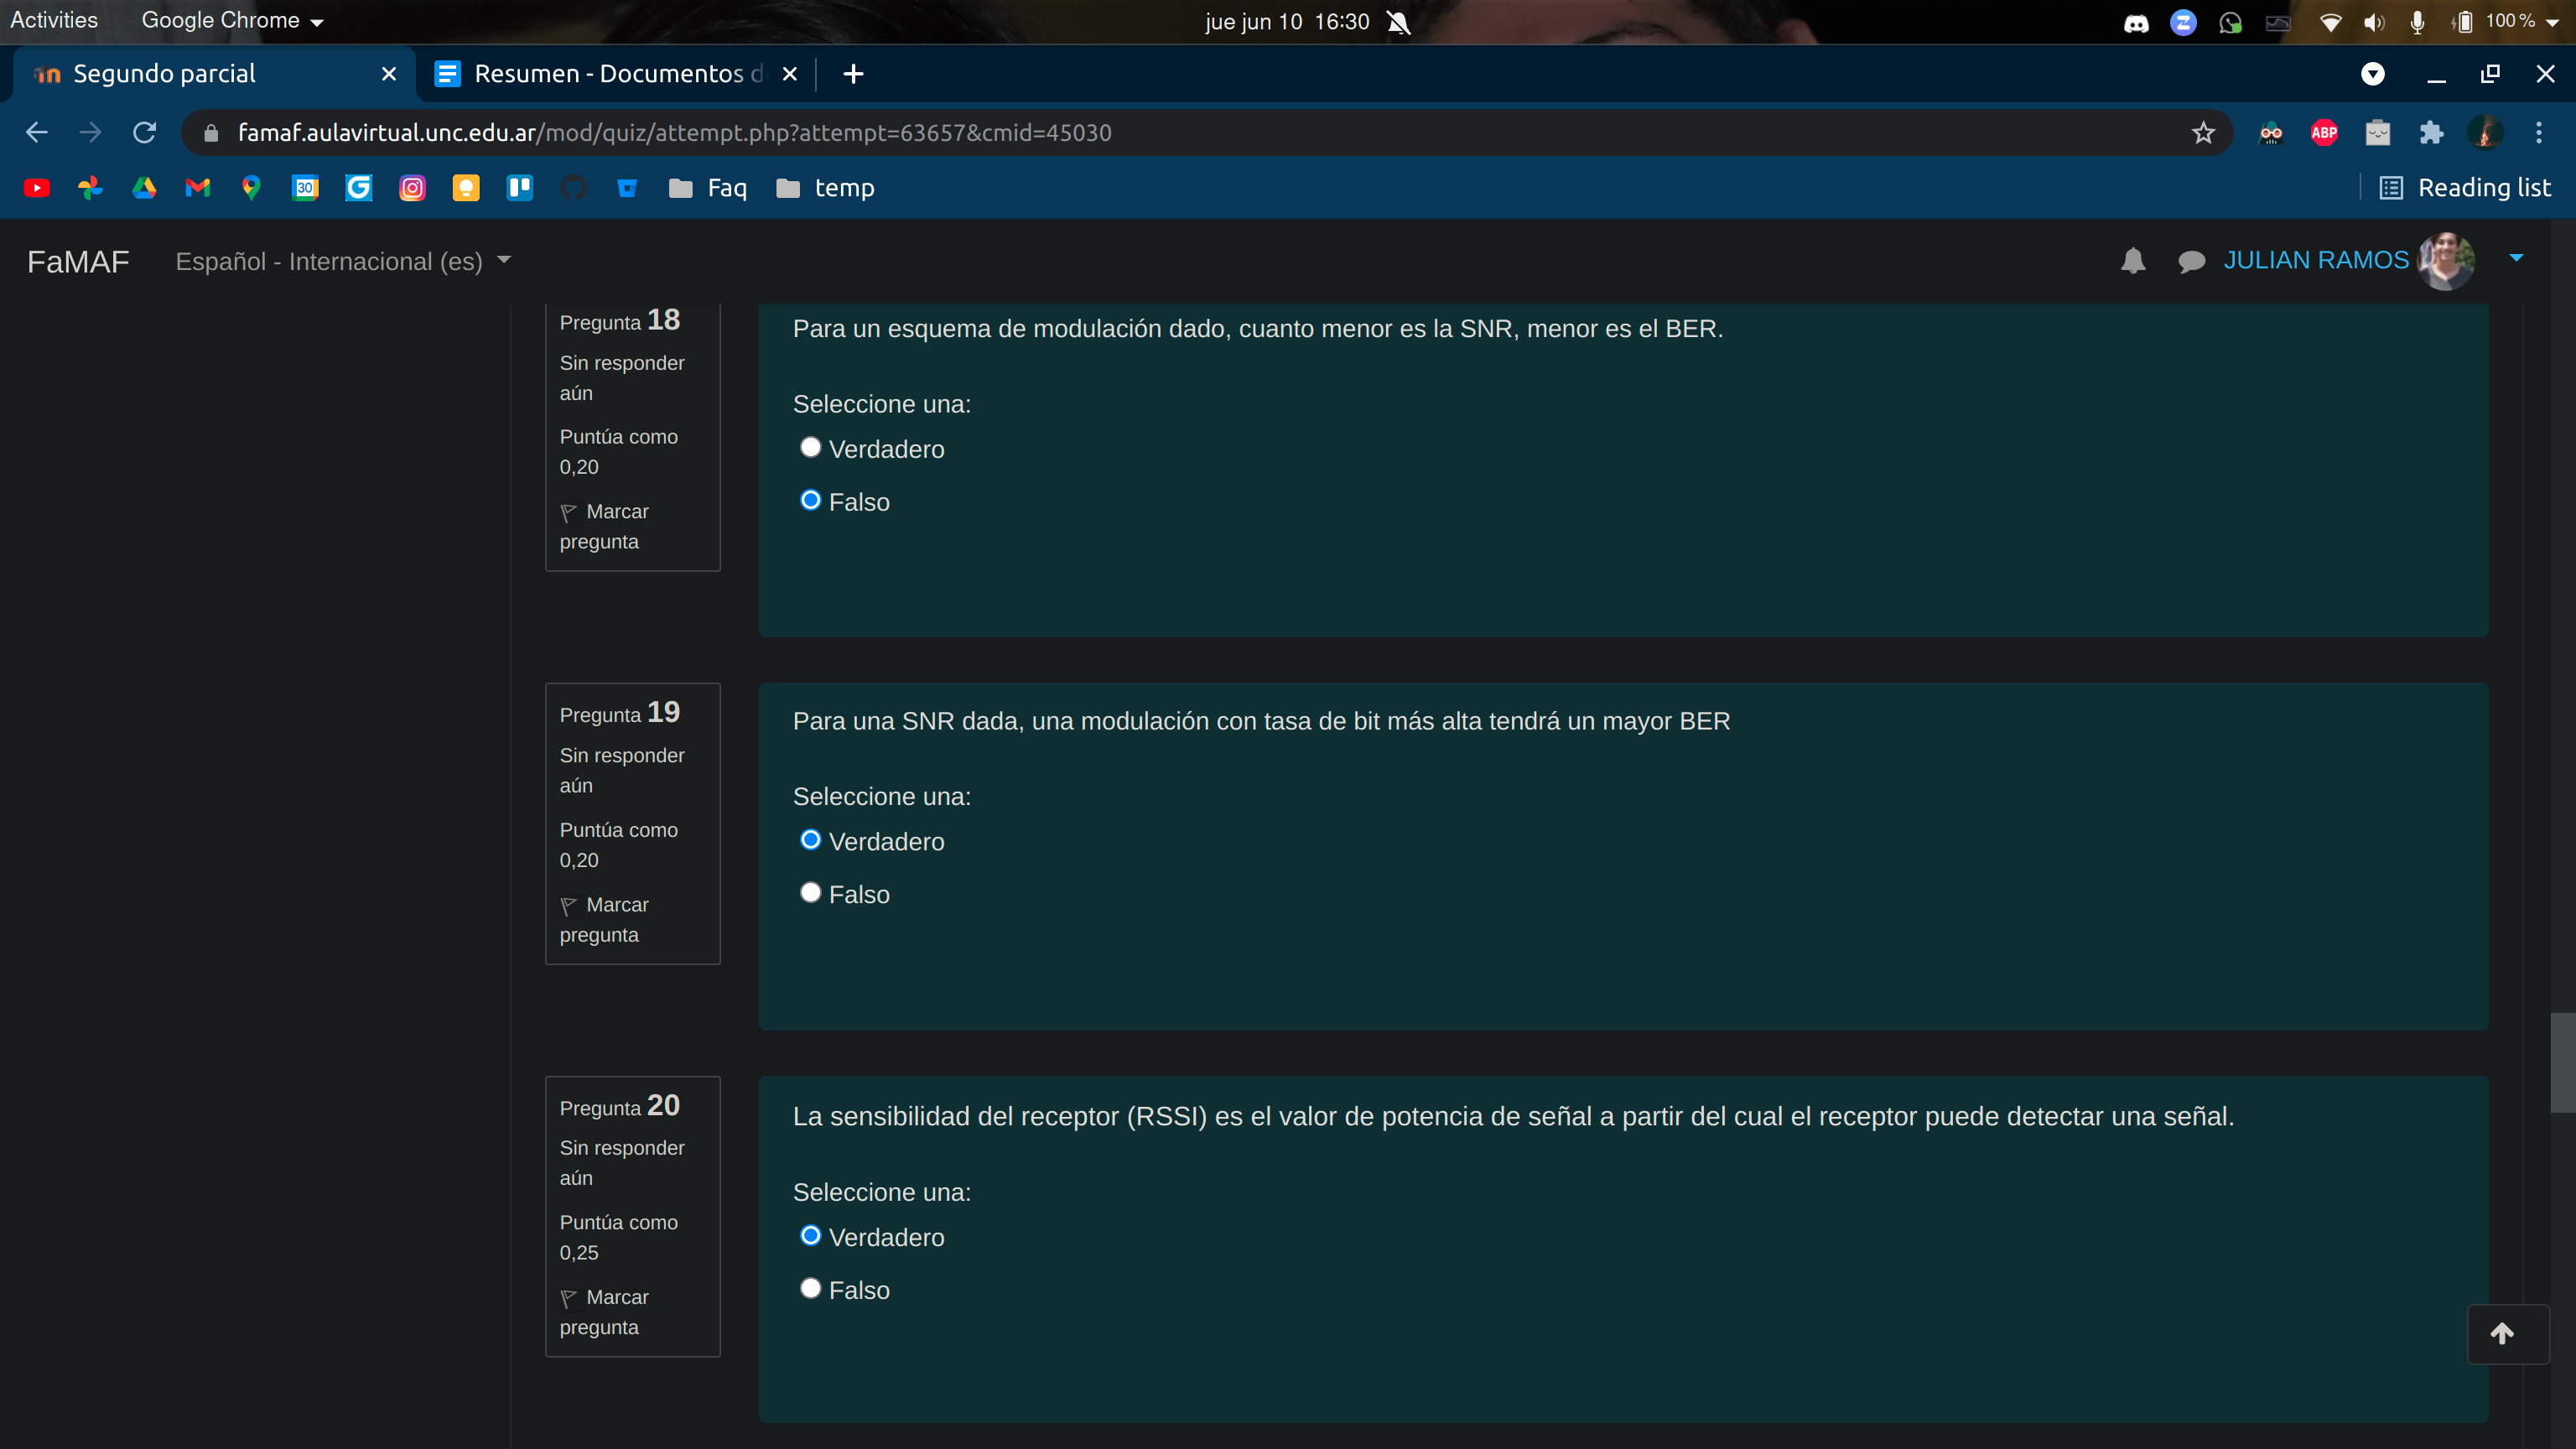 Activities Google Chrome jue jun 10 16:30 100 %
Segundo parcial Resumen - Documentos d
famaf.aulavirtual.unc.edu.ar/mod/quiz/attempt.php?attempt=63657&cmid=45030 ABP
30 Faq temp Reading list
FaMAF Español - Internacional (es) JULIAN RAMOS
Pregunta 18
Sin responder
aún
Puntúa como
0,20
Marcar
pregunta
Para un esquema de modulación dado, cuanto menor es la SNR, menor es el BER.
Seleccione una:
Verdadero
Falso
Pregunta 19
Sin responder
aún
Puntúa como
0,20
Marcar
pregunta
Para una SNR dada, una modulación con tasa de bit más alta tendrá un mayor BER
Seleccione una:
Verdadero
Falso
Pregunta 20
Sin responder
aún
Puntúa como
0,25
Marcar
pregunta
La sensibilidad del receptor (RSSI) es el valor de potencia de señal a partir del cual el receptor puede detectar una señal.
Seleccione una:
Verdadero
Falso